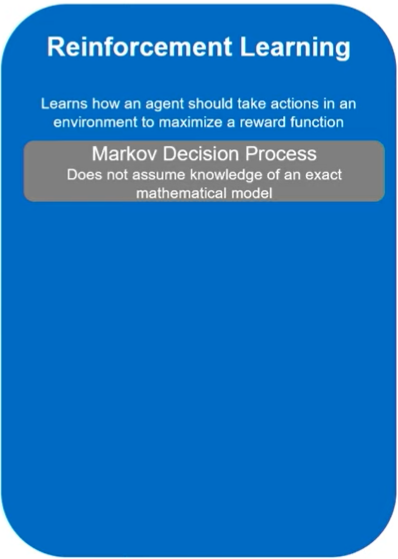 Reinforcement Learning
Learns how an agent should take actions in an
environment to maximize a reward function
Markov Decision Process
Does not assume knowledge of an exact
mathematical model